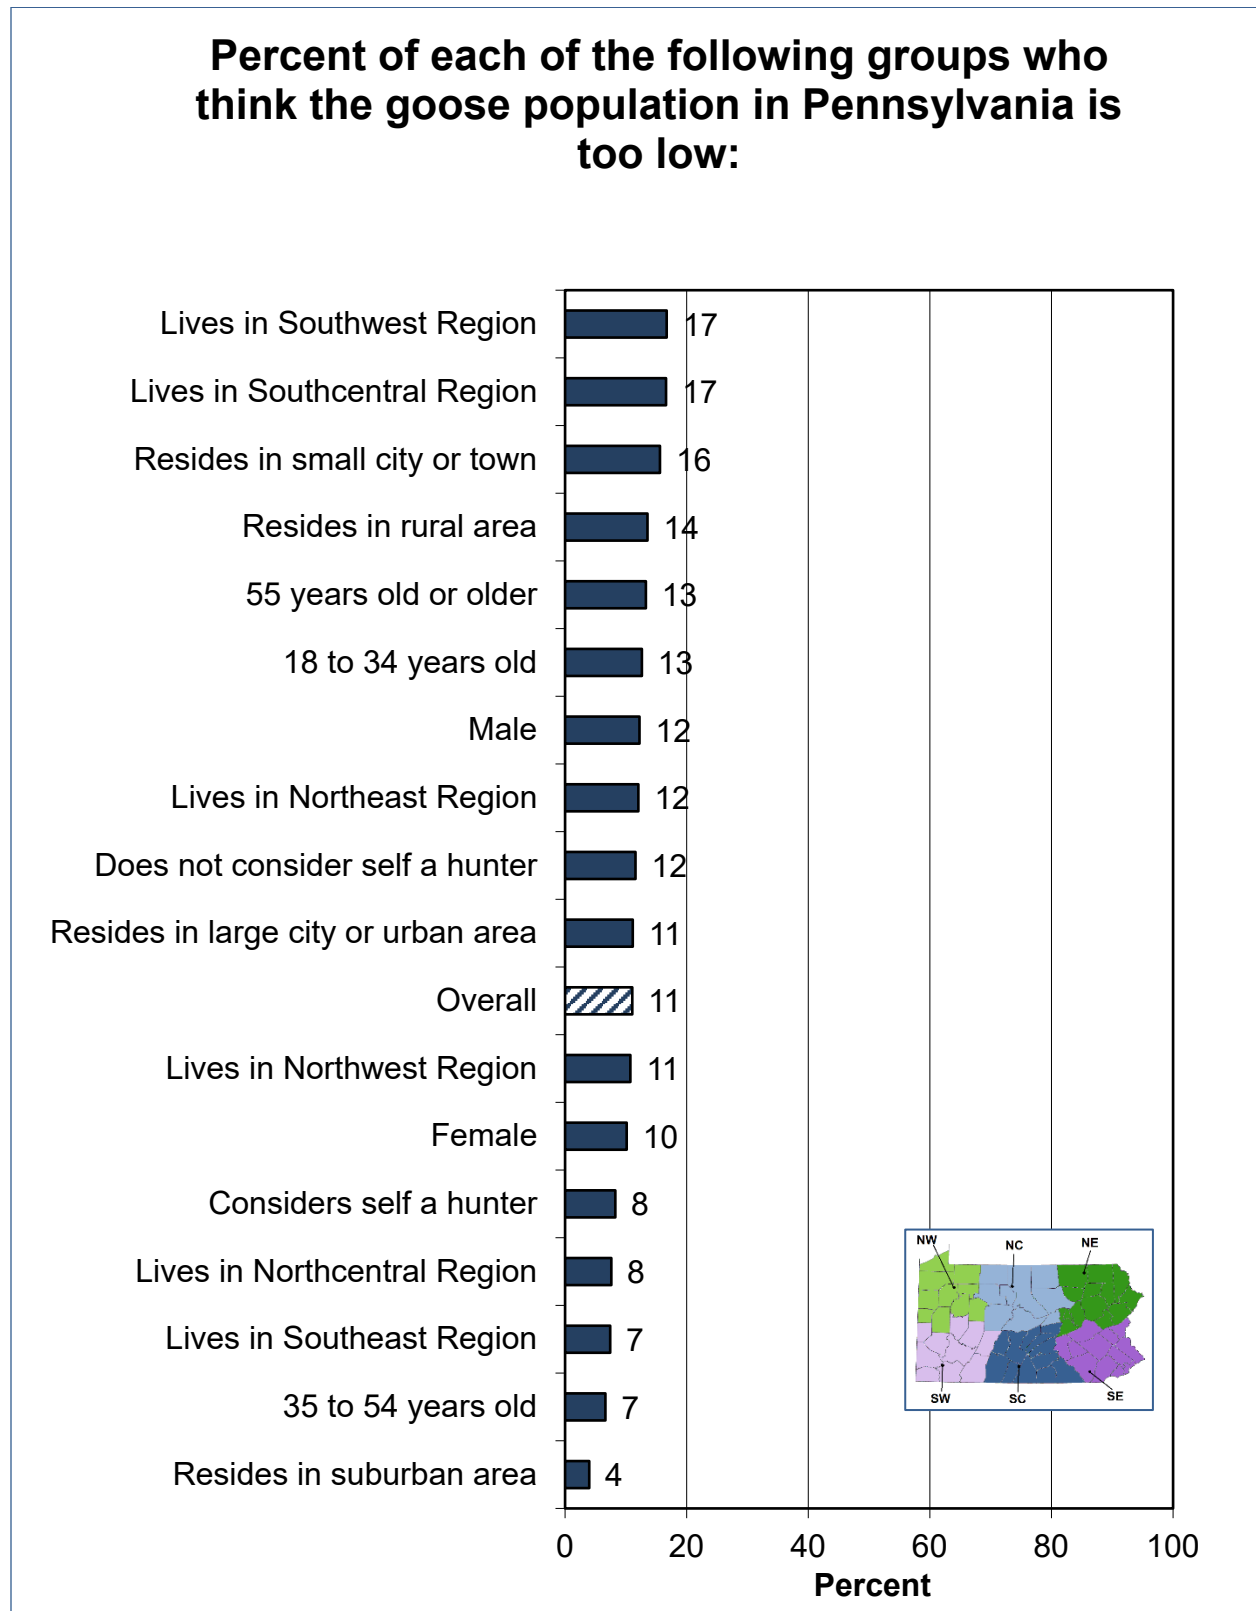 Percent of each of the following groups who
think the goose population in Pennsylvania is
too low:
Lives in Southwest Region 17
Lives in Southcentral Region 17
Resides in small city or town 16
Resides in rural area 14
55 years old or older 13
18 to 34 years old 13
Male 12
Lives in Northeast Region 12
Does not consider self a hunter 12
Resides in large city or urban area 11
Overall 11
Lives in Northwest Region 11
Female 10
Considers self a hunter 8
Lives in Northcentral Region 8
Lives in Southeast Region 7
35 to 54 years old 7
Resides in suburban area 4
NW NC NE
SW SC SE
0 20 40 60 80 100
Percent